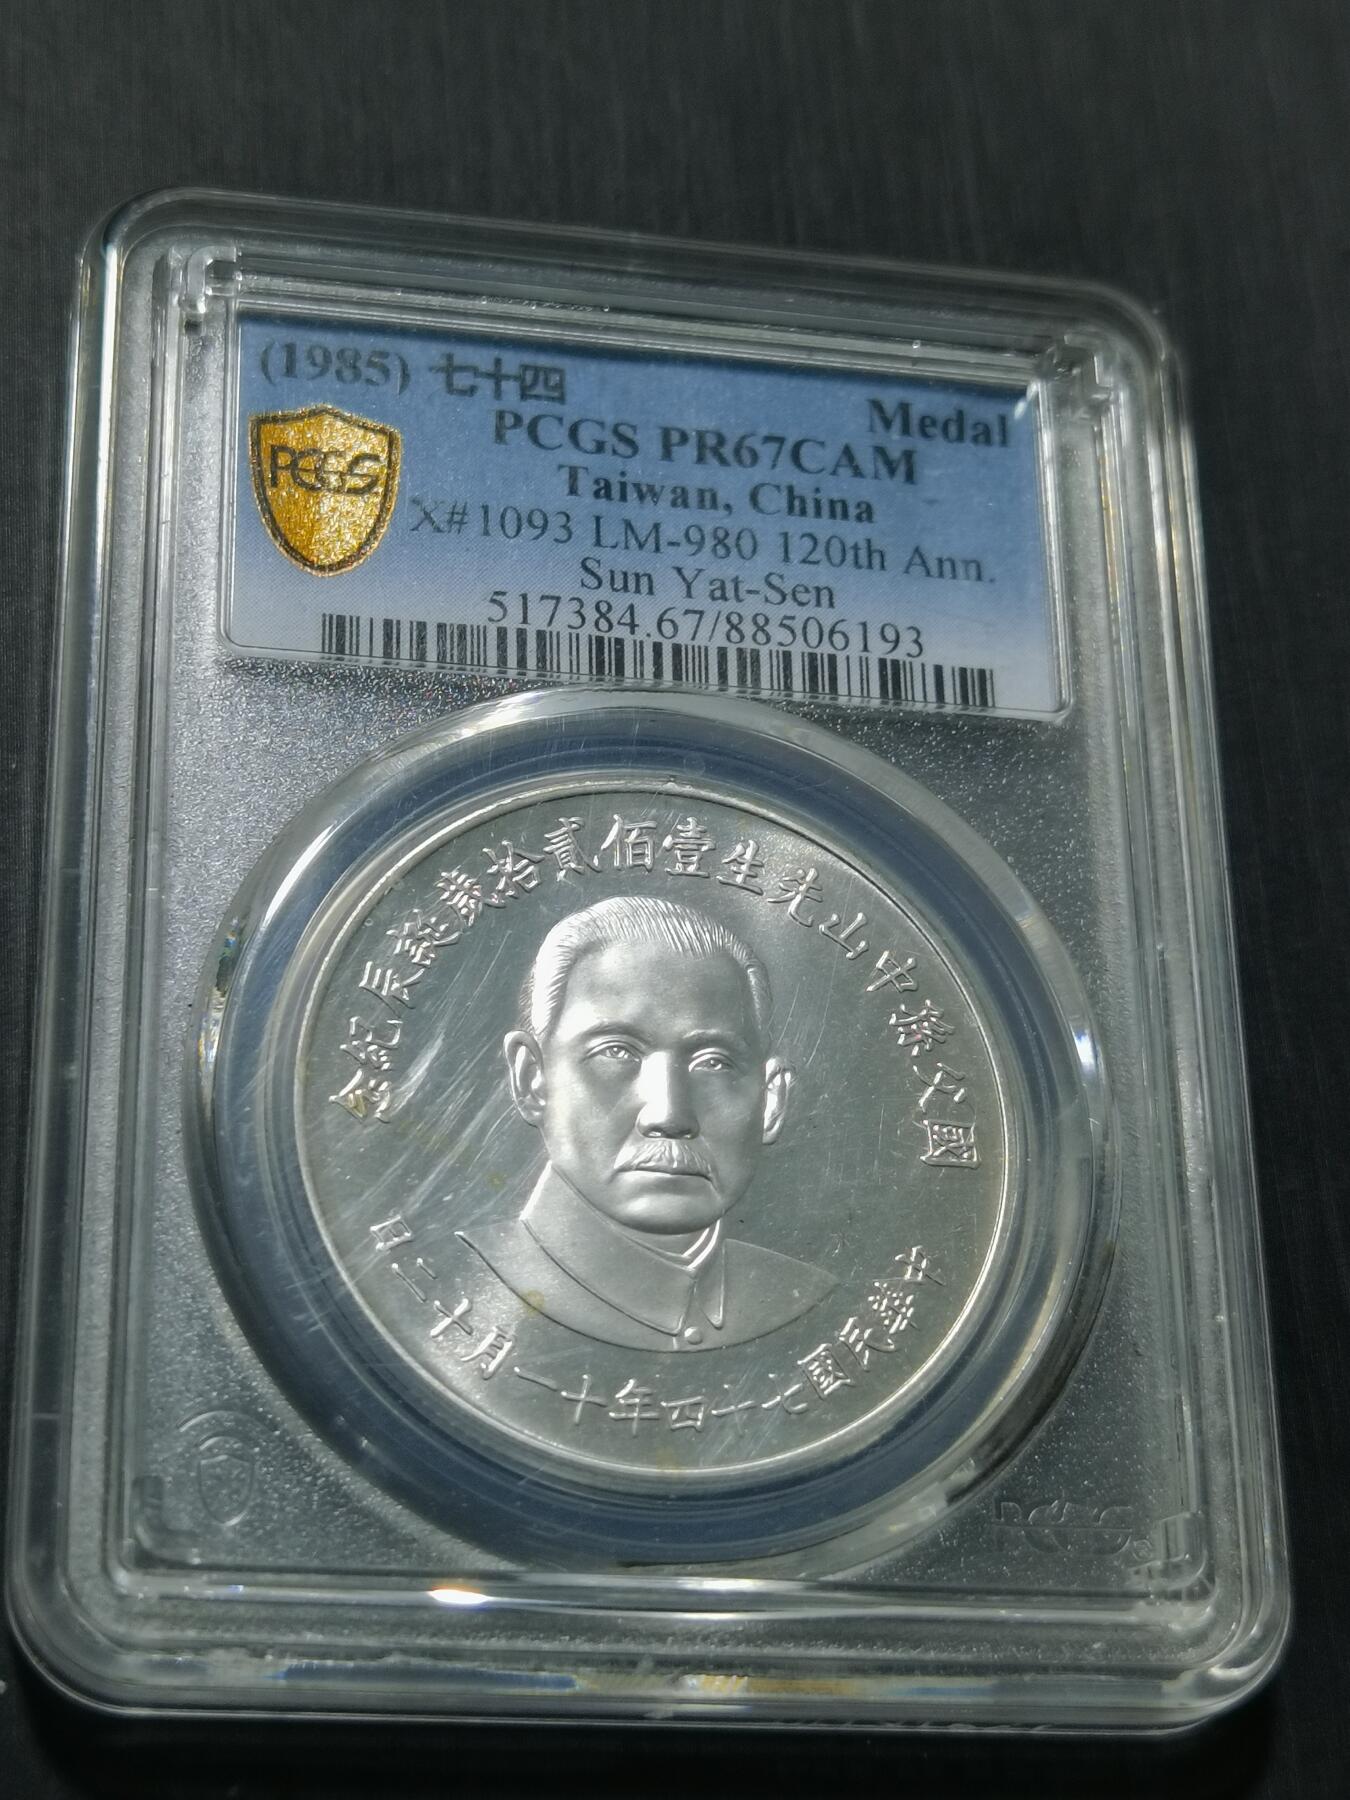 (1985) 七十四
Medal
PCGS PR67CAM
Taiwan, China
X#1093 LM-980 120th Ann.
Sun Yat-Sen
517384.67/88506193
PCGS
國父孫中山先生壹佰貳拾歲誕辰紀念
中華民國七十四年十一月十二日
PCGS